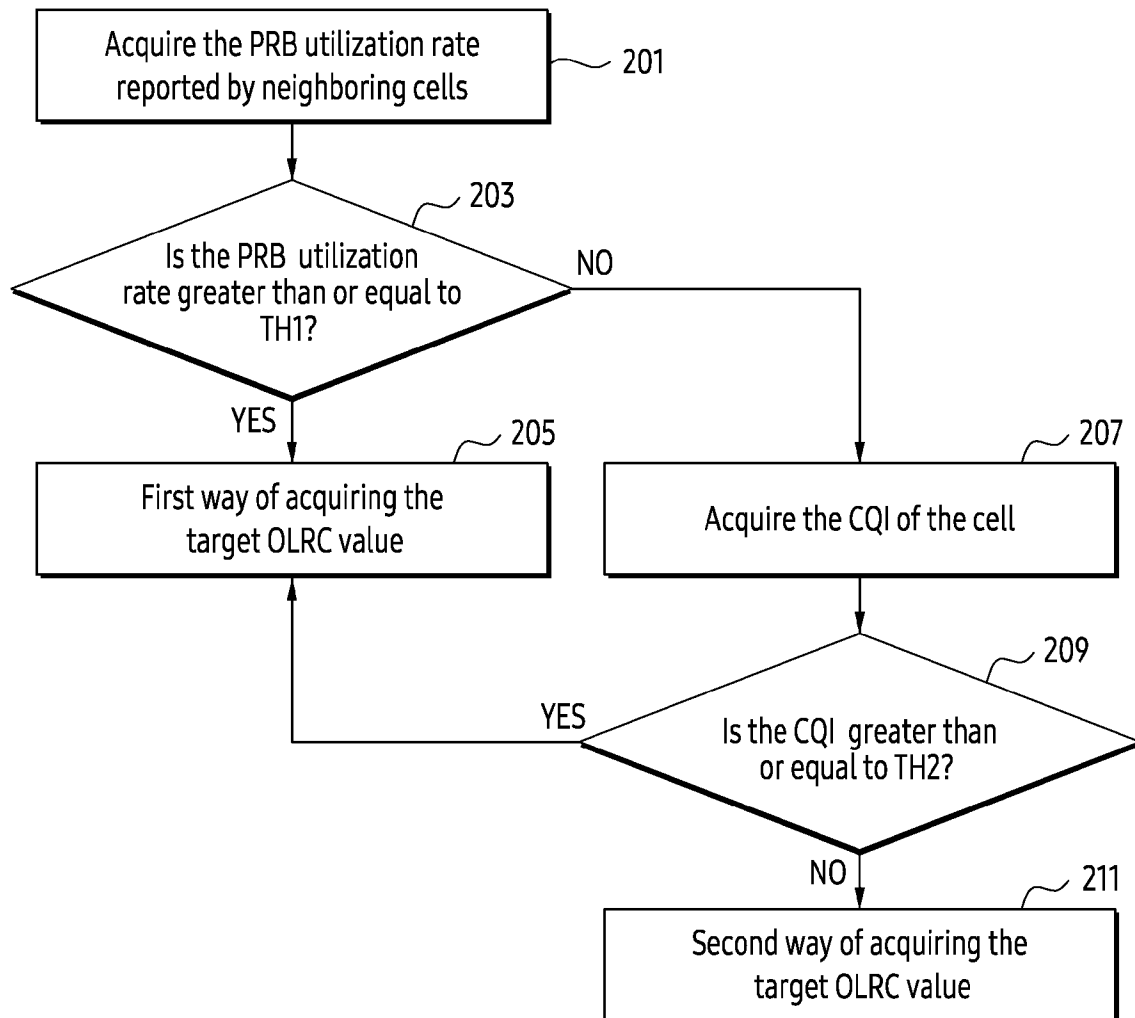 Acquire the PRB utilization rate
reported by neighboring cells
201
203
Is the PRB utilization
rate greater than or equal to
TH1?
NO
YES
205
First way of acquiring the
target OLRC value
207
Acquire the CQI of the cell
209
YES
Is the CQI greater than
or equal to TH2?
NO
211
Second way of acquiring the
target OLRC value